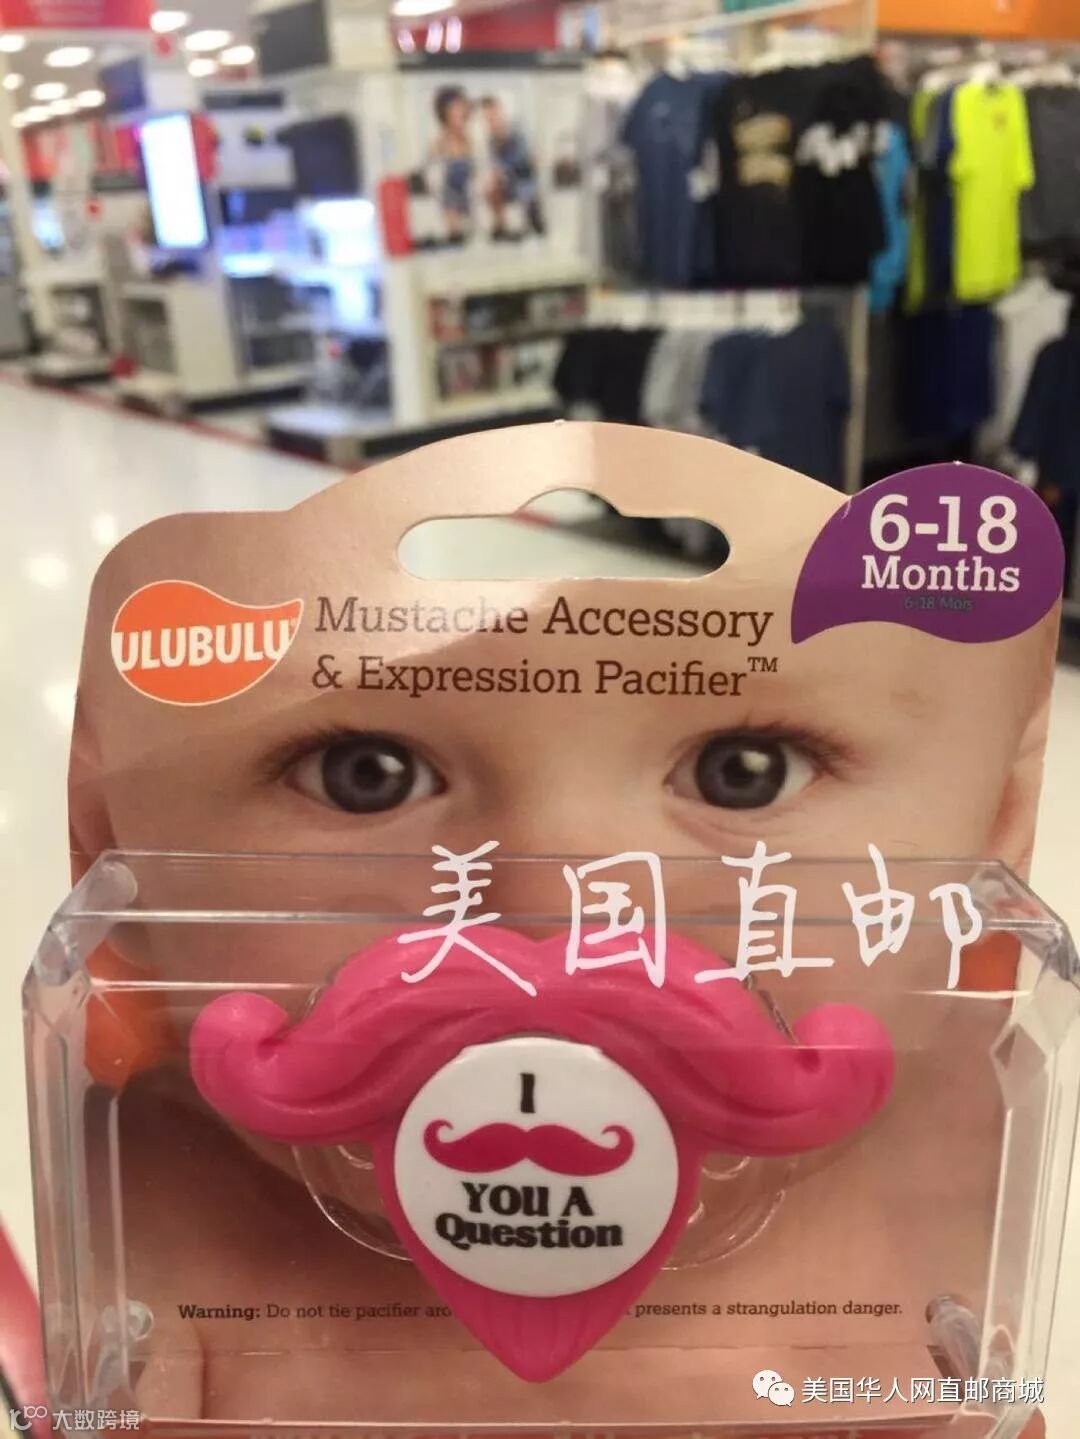 6-18
Months
6-18 Mois
ULUBULU
Mustache Accessory
& Expression Pacifier™
美国直邮
I
YOU A
Question
Warning: Do not tie pacifier presents a strangulation danger.
美国华人网直邮商城
大数跨境